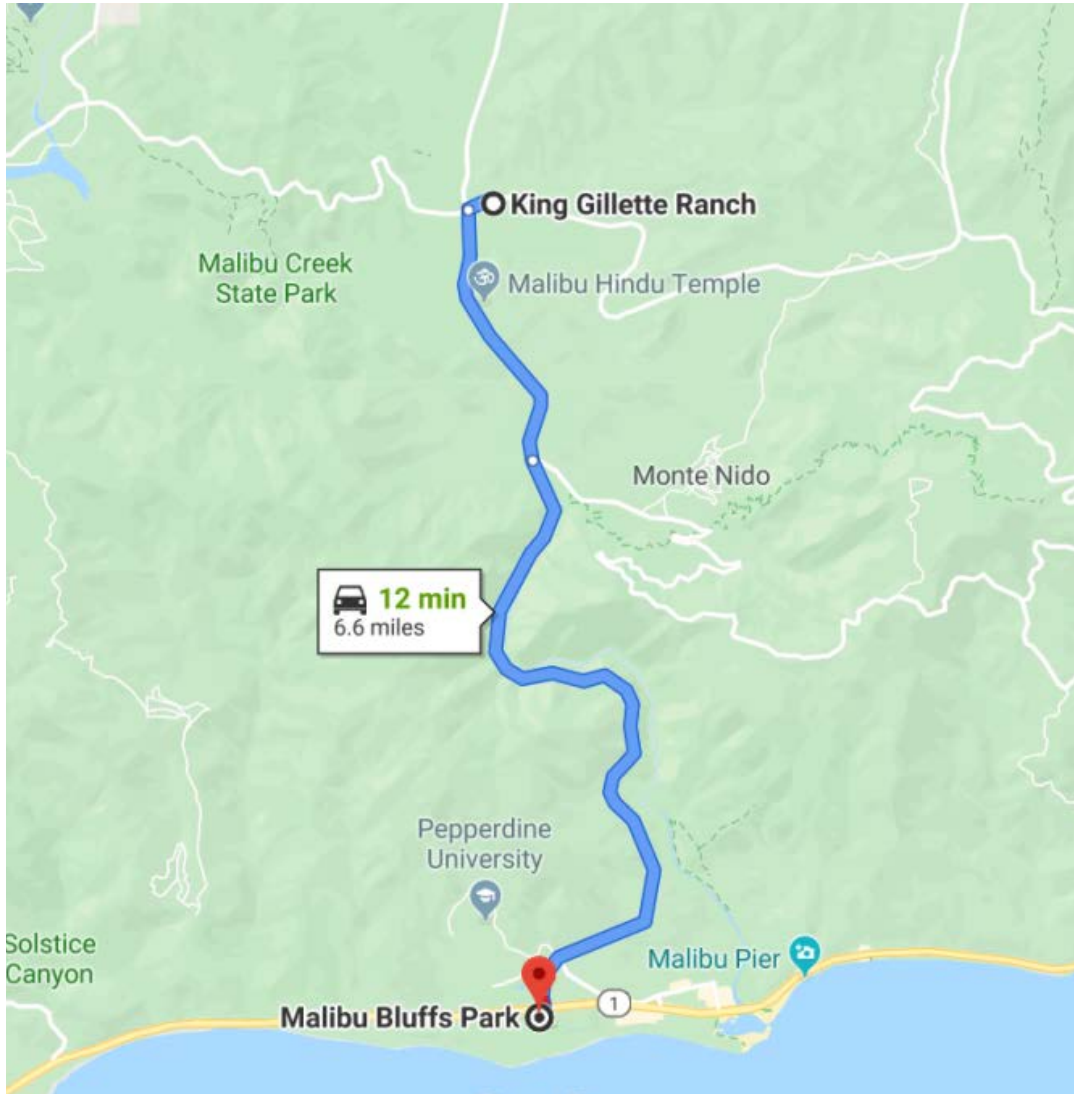 King Gillette Ranch
Malibu Creek
State Park
Malibu Hindu Temple
Monte Nido
12 min
6.6 miles
Pepperdine
University
Solstice
Canyon
Malibu Pier
1
Malibu Bluffs Park